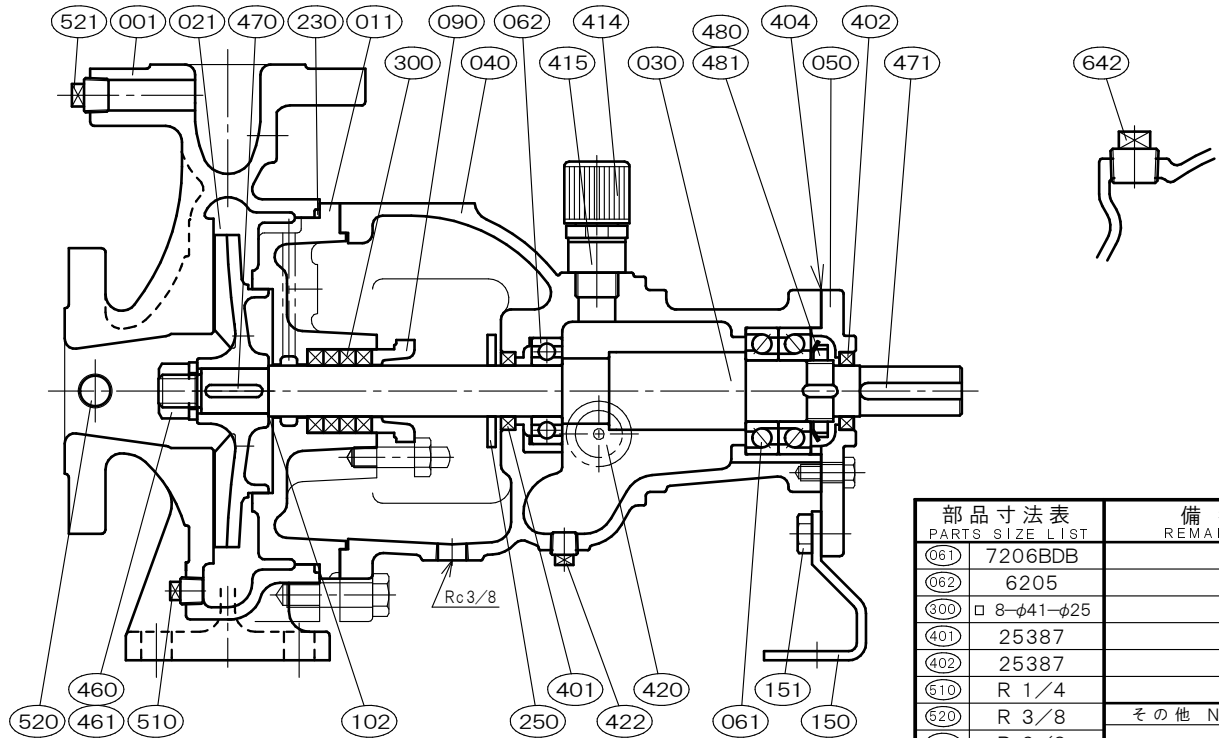 521 001 021 470 230 011 090 062 414 480 404 402
300 040 415 030 481 050 471 642
Rc3/8
460
520 461 510 102 250 401 422 420 061 151 150
部品寸法表 備
PARTS SIZE LIST REMA
061 7206BDB
062 6205
300 □ 8-φ41-φ25
401 25387
402 25387
510 R 1/4
520 R 3/8
その他 N